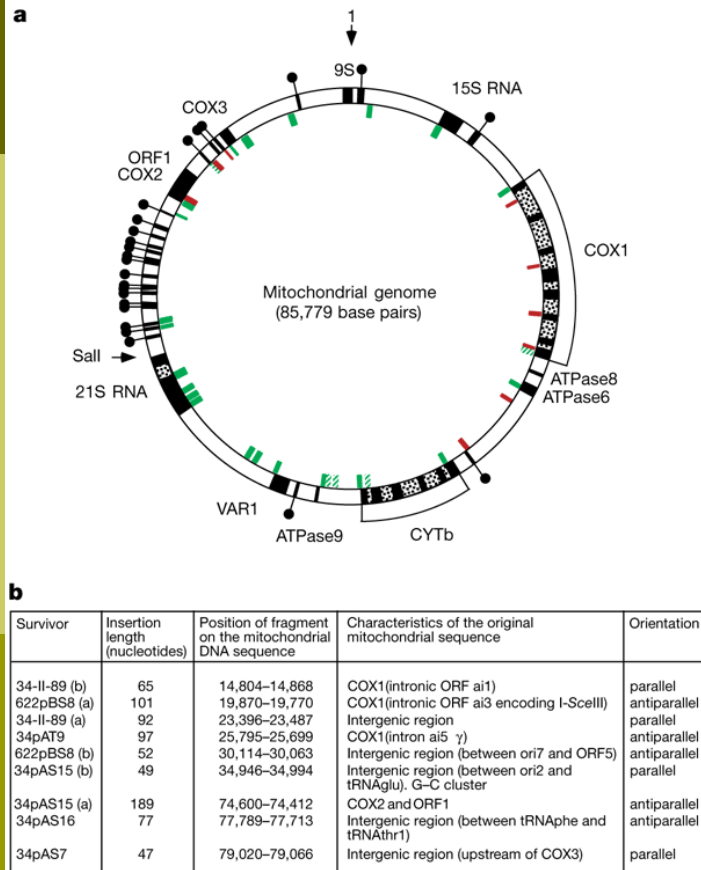 a
1
9S
15S RNA
COX3
ORF1
COX2
COX1
Mitochondrial genome
(85,779 base pairs)
SalI
21S RNA
ATPase8
ATPase6
VAR1
ATPase9
CYTb
b
Survivor Insertion length (nucleotides) Position of fragment on the mitochondrial DNA sequence Characteristics of the original mitochondrial sequence Orientation
34-II-89 (b) 65 14,804–14,868 COX1(intronic ORF ai1) parallel
622pBS8 (a) 101 19,870–19,770 COX1(intronic ORF ai3 encoding I-SceIII) antiparallel
34-II-89 (a) 92 23,396–23,487 Intergenic region parallel
34pAT9 97 25,795–25,699 COX1(intron ai5 γ) antiparallel
622pBS8 (b) 52 30,114–30,063 Intergenic region (between ori7 and ORF5) antiparallel
34pAS15 (b) 49 34,946–34,994 Intergenic region (between ori2 and parallel
tRNAglu). G–C cluster
34pAS15 (a) 189 74,600–74,412 COX2 and ORF1 antiparallel
34pAS16 77 77,789–77,713 Intergenic region (between tRNAphe and antiparallel
tRNAthr1)
34pAS7 47 79,020–79,066 Intergenic region (upstream of COX3) parallel